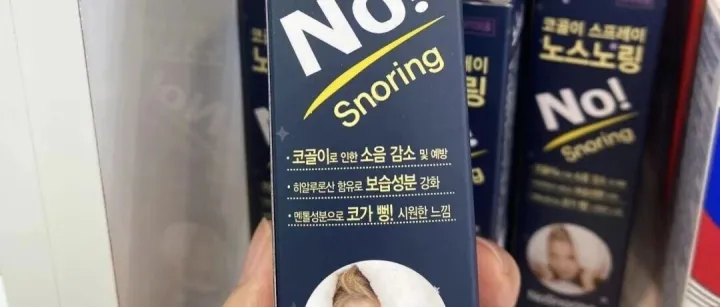 No!
Snoring
· 코골이로 인한 소음 감소 및 예방
· 히알루론산 함유로 보습성분 강화
· 멘톨성분으로 코가 뻥! 시원한 느낌
코골이 스프레이
노스노링
No!
Snoring